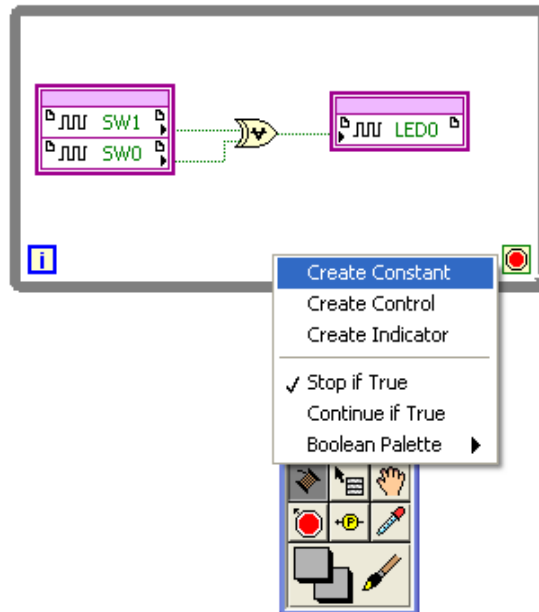 SW1
SW0
LED0
i
Create Constant
Create Control
Create Indicator
✓ Stop if True
Continue if True
Boolean Palette
P